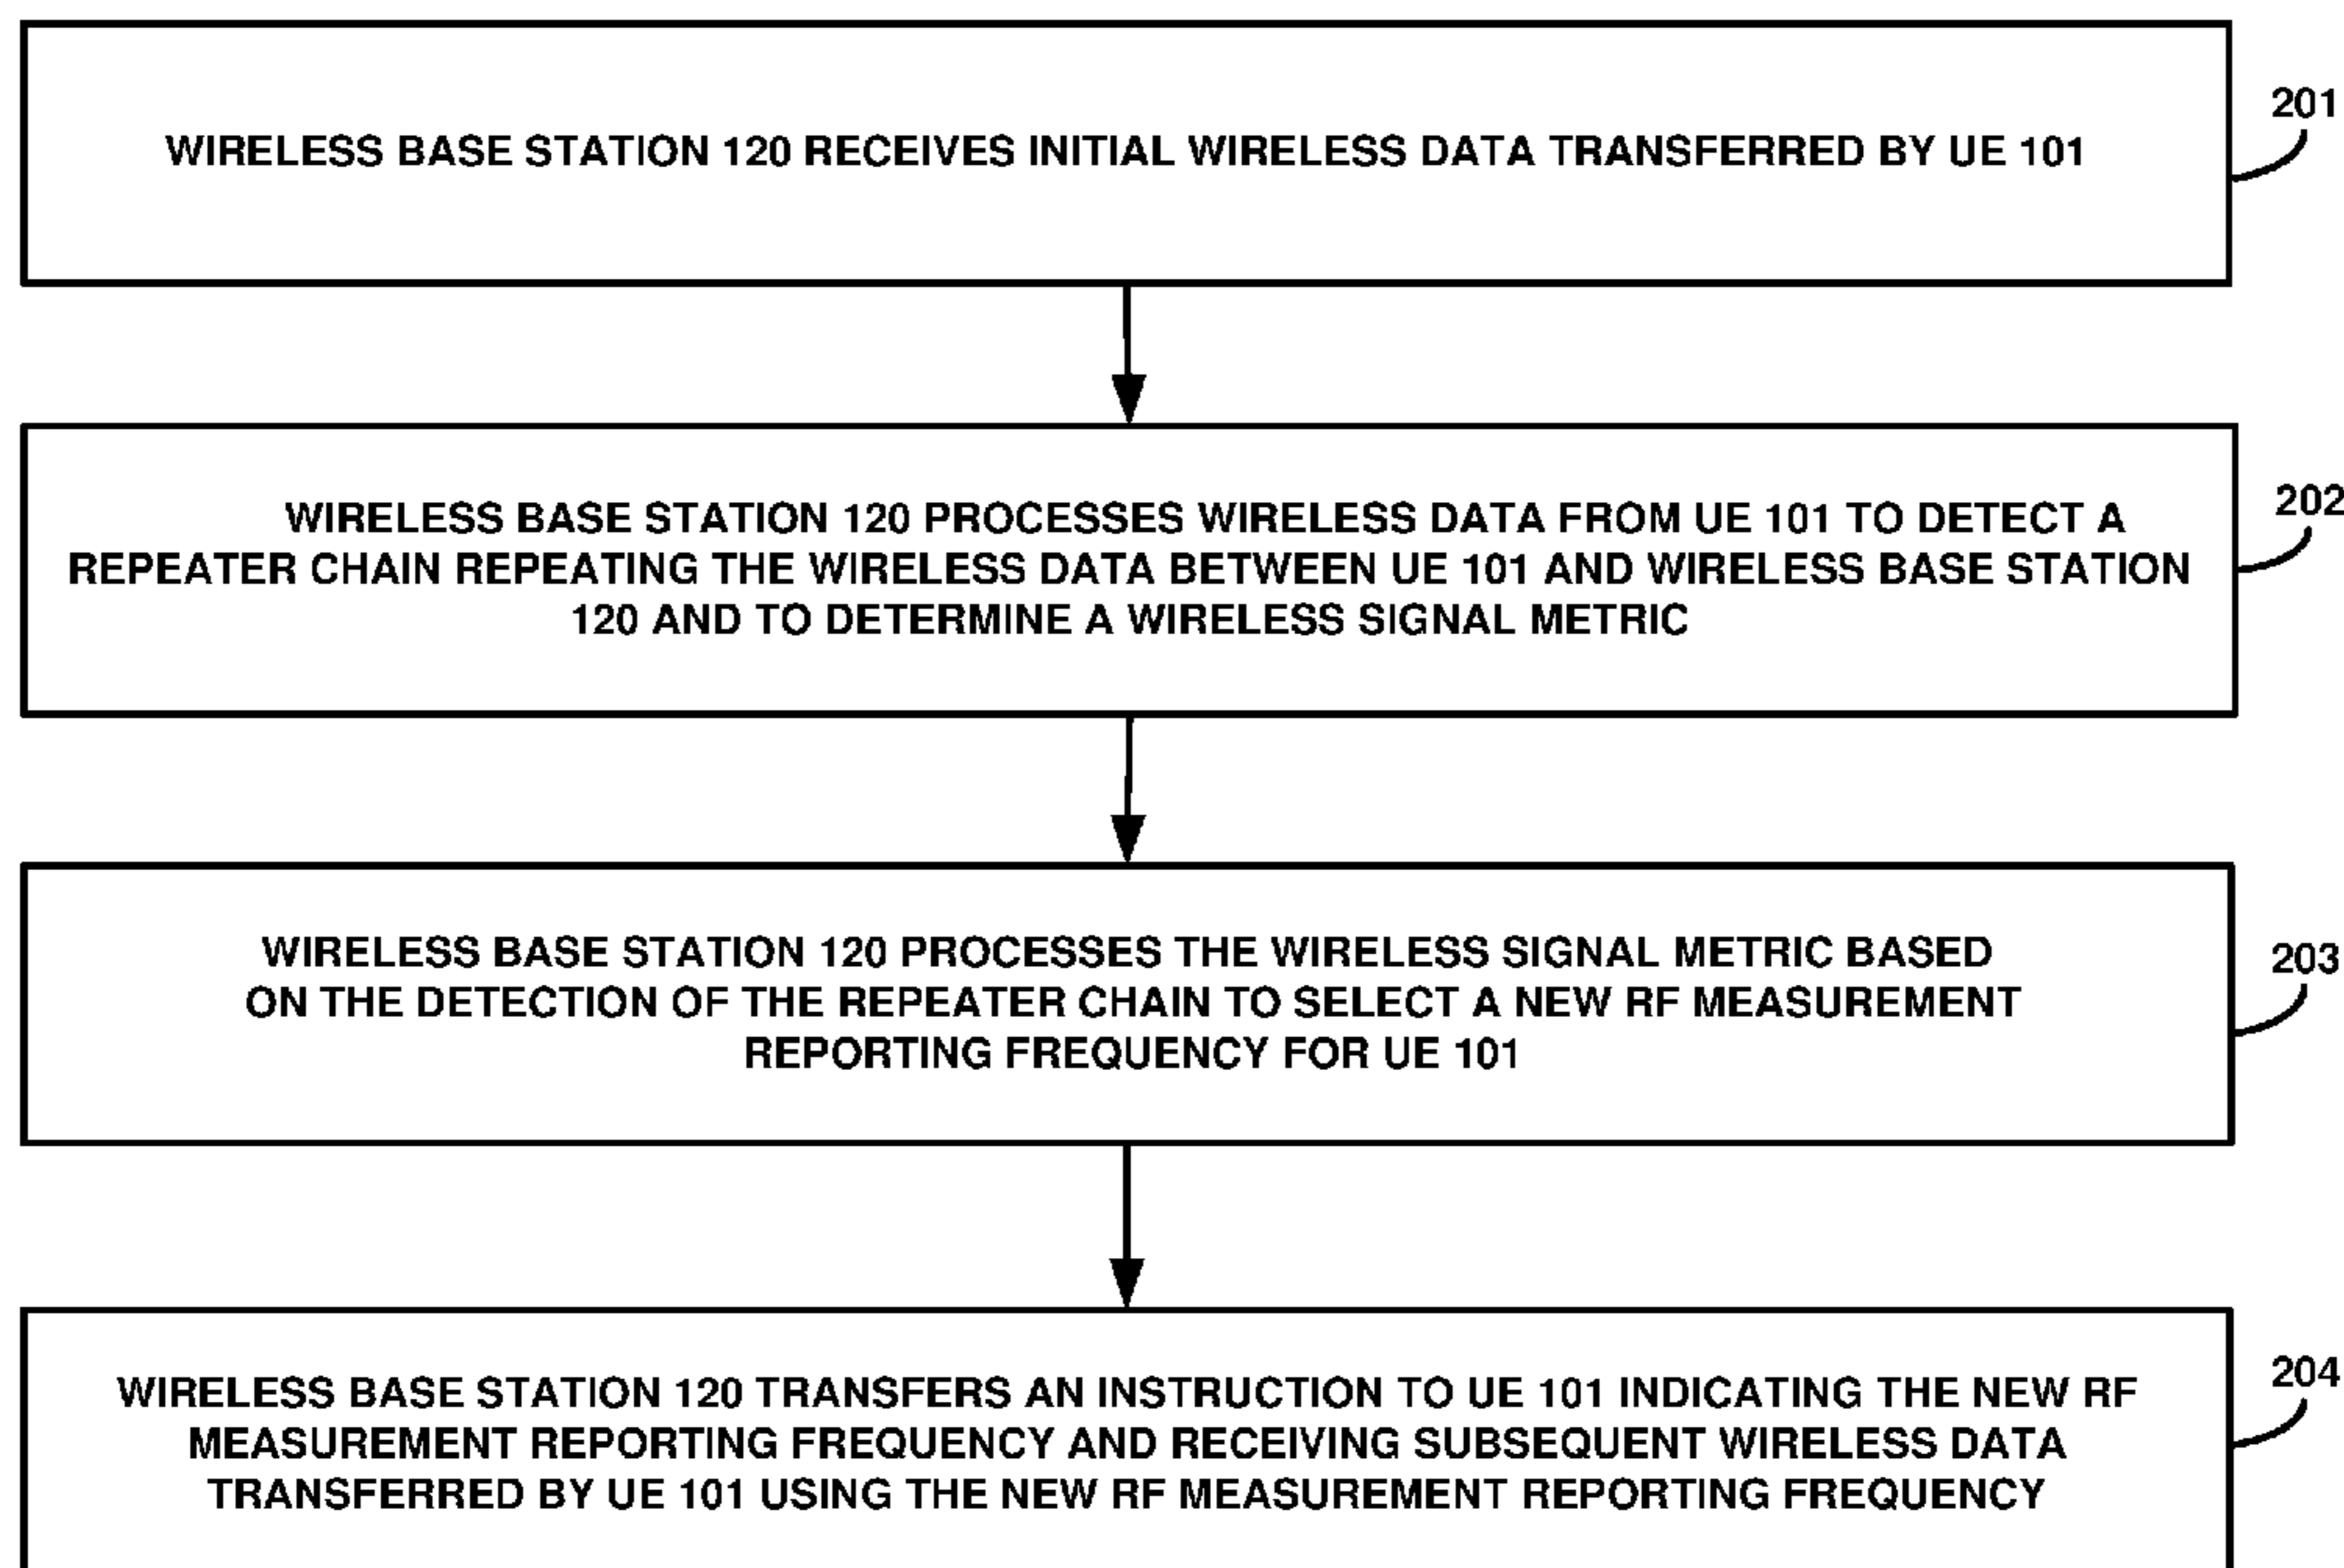 WIRELESS BASE STATION 120 RECEIVES INITIAL WIRELESS DATA TRANSFERRED BY UE 101
201
WIRELESS BASE STATION 120 PROCESSES WIRELESS DATA FROM UE 101 TO DETECT A
REPEATER CHAIN REPEATING THE WIRELESS DATA BETWEEN UE 101 AND WIRELESS BASE STATION
120 AND TO DETERMINE A WIRELESS SIGNAL METRIC
202
WIRELESS BASE STATION 120 PROCESSES THE WIRELESS SIGNAL METRIC BASED
ON THE DETECTION OF THE REPEATER CHAIN TO SELECT A NEW RF MEASUREMENT
REPORTING FREQUENCY FOR UE 101
203
WIRELESS BASE STATION 120 TRANSFERS AN INSTRUCTION TO UE 101 INDICATING THE NEW RF
MEASUREMENT REPORTING FREQUENCY AND RECEIVING SUBSEQUENT WIRELESS DATA
TRANSFERRED BY UE 101 USING THE NEW RF MEASUREMENT REPORTING FREQUENCY
204